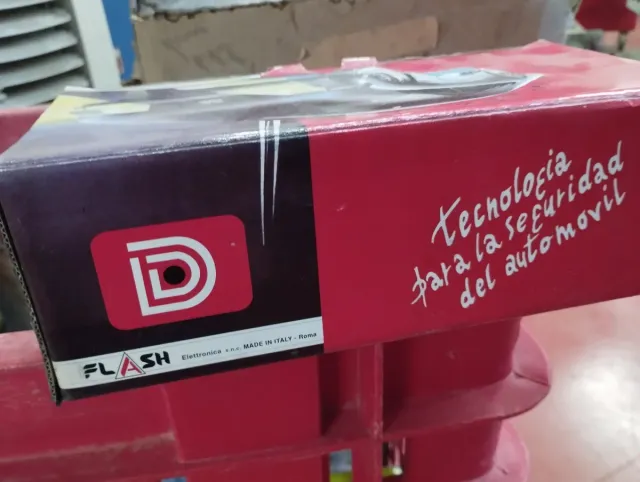 D
FLASH Elettronica s.n.c. MADE IN ITALY - Roma
tecnologia
para la seguridad
del automovil